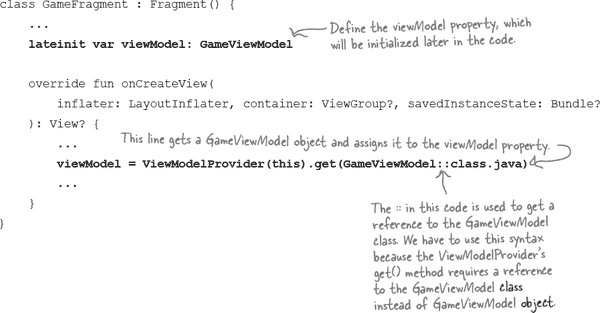 class GameFragment : Fragment() {
...
lateinit var viewModel: GameViewModel
Define the viewModel property, which
will be initialized later in the code.
override fun onCreateView(
inflater: LayoutInflater, container: ViewGroup?, savedInstanceState: Bundle?
): View? {
...
This line gets a GameViewModel object and assigns it to the viewModel property.
viewModel = ViewModelProvider(this).get(GameViewModel::class.java)
...
}
}
The :: in this code is used to get a
reference to the GameViewModel
class. We have to use this syntax
because the ViewModelProvider's
get() method requires a reference
to the GameViewModel class
instead of GameViewModel object.